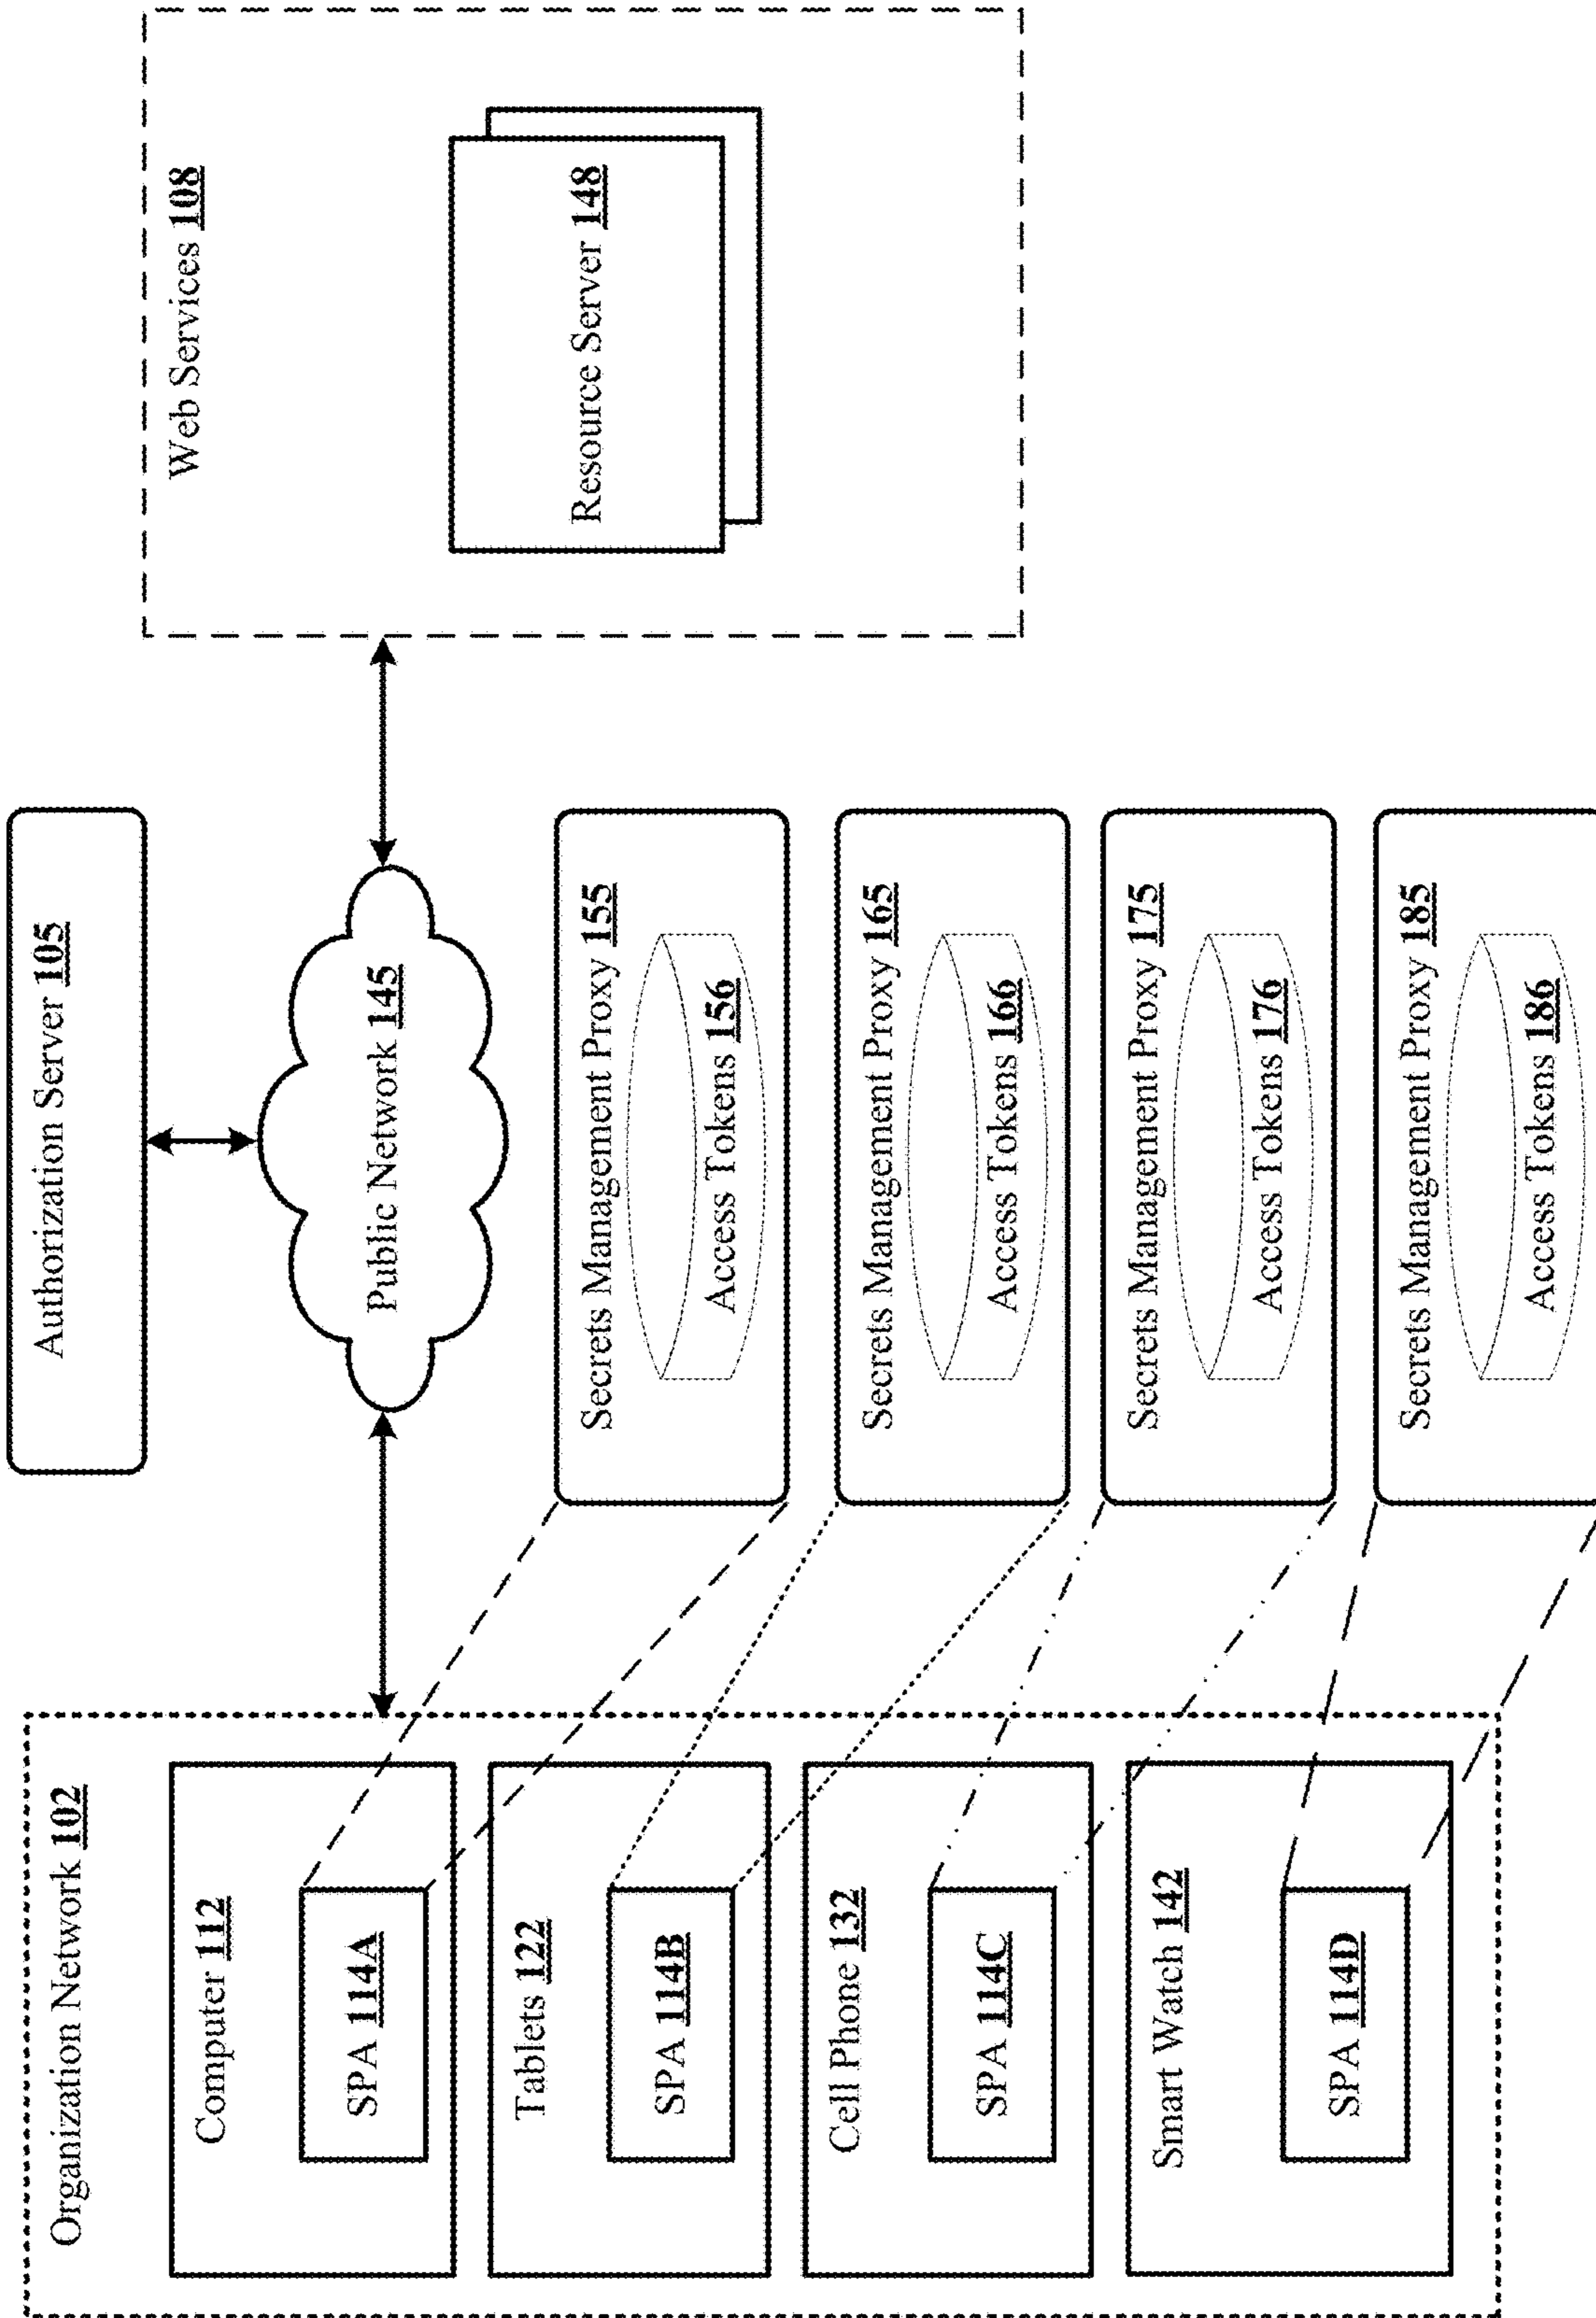 Organization Network 102
Computer 112
SPA 114A
Tablets 122
SPA 114B
Cell Phone 132
SPA 114C
Smart Watch 142
SPA 114D
Authorization Server 105
Public Network 145
Secrets Management Proxy 155
Access Tokens 156
Secrets Management Proxy 165
Access Tokens 166
Secrets Management Proxy 175
Access Tokens 176
Secrets Management Proxy 185
Access Tokens 186
Web Services 108
Resource Server 148